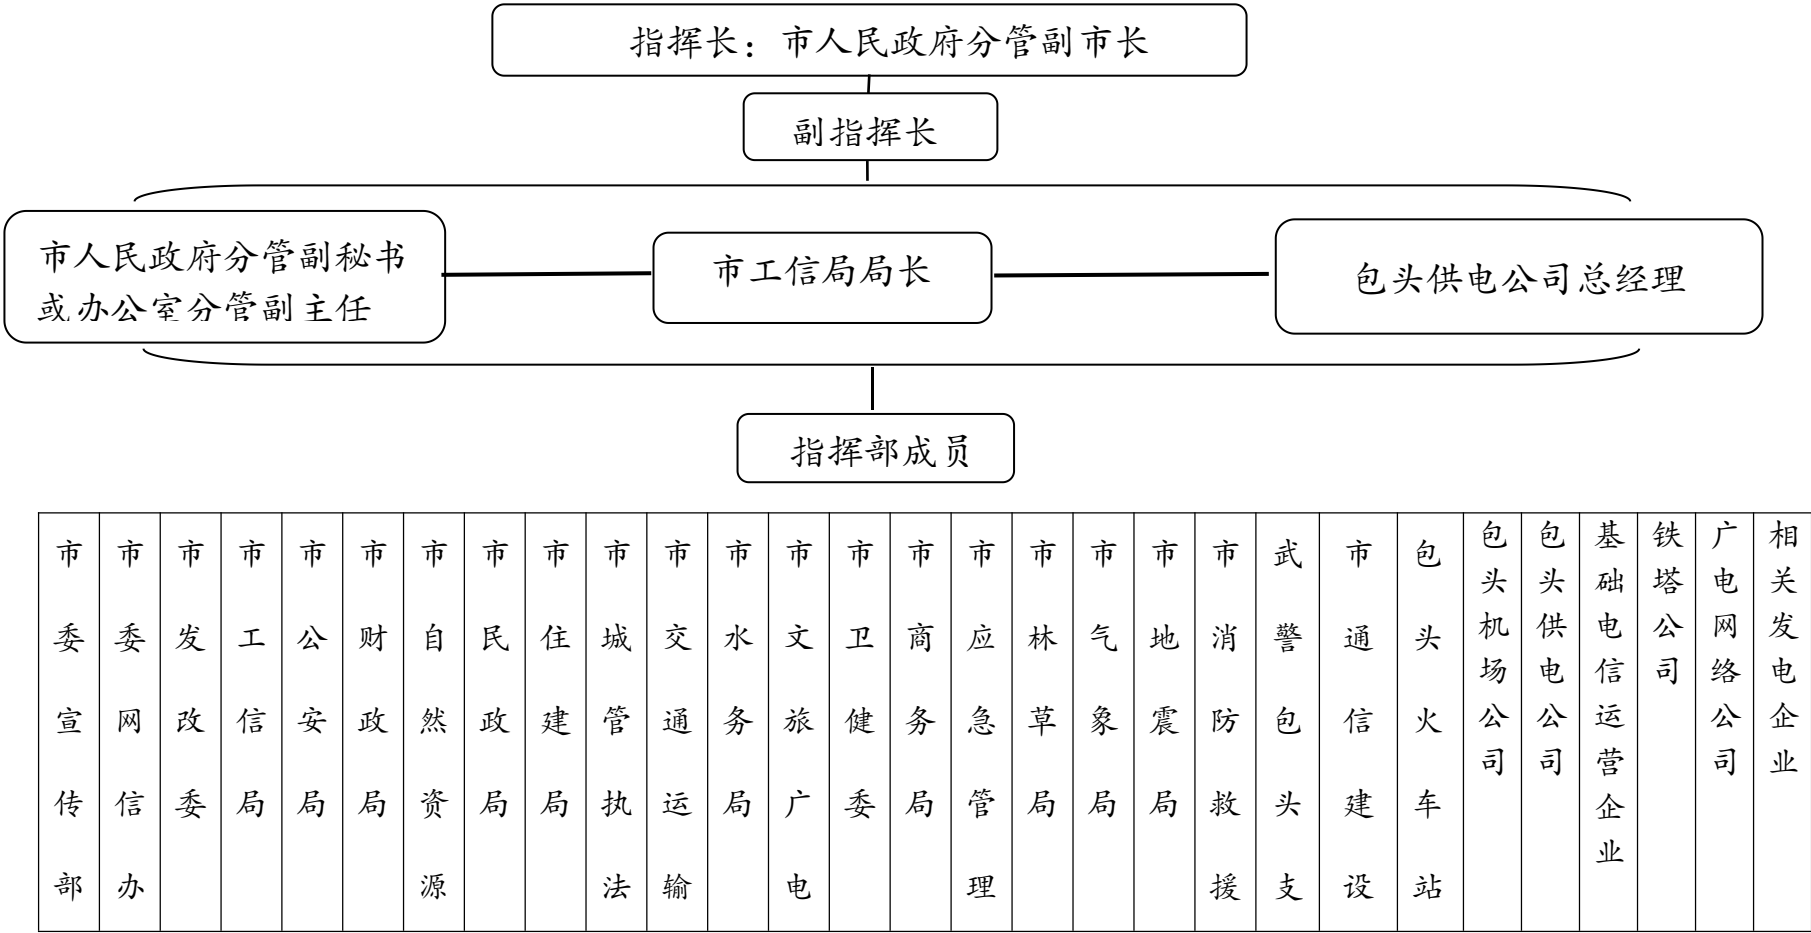 指挥长：市人民政府分管副市长
副指挥长
市人民政府分管副秘书
或办公室分管副主任
市工信局局长
包头供电公司总经理
指挥部成员
市委宣传部
市委网信办
市发改委
市工信局
市公安局
市财政局
市自然资源
市民政局
市住建局
市城管执法
市交通运输
市水务局
市文旅广电
市卫健委
市商务局
市应急管理
市林草局
市气象局
市地震局
市消防救援
武警包头支
市通信建设
包头火车站
包头机场公司
包头供电公司
基础电信运营企业
铁塔公司
广电网络公司
相关发电企业